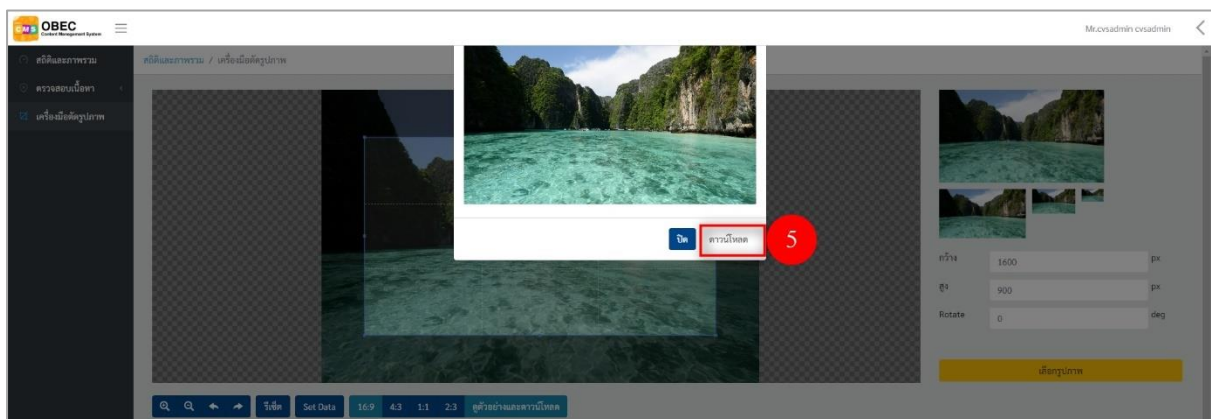 CMS OBEC
Content Management System
Mr.cvsadmin cvsadmin
สถิติและภาพรวม
ตรวจสอบเนื้อหา
เครื่องมือตัดรูปภาพ
สถิติและภาพรวม / เครื่องมือตัดรูปภาพ
ปิด ดาวน์โหลด 5
กว้าง 1600 px
สูง 900 px
Rotate 0 deg
เลือกรูปภาพ
รีเซ็ต Set Data 16:9 4:3 1:1 2:3 ดูตัวอย่างและดาวน์โหลด